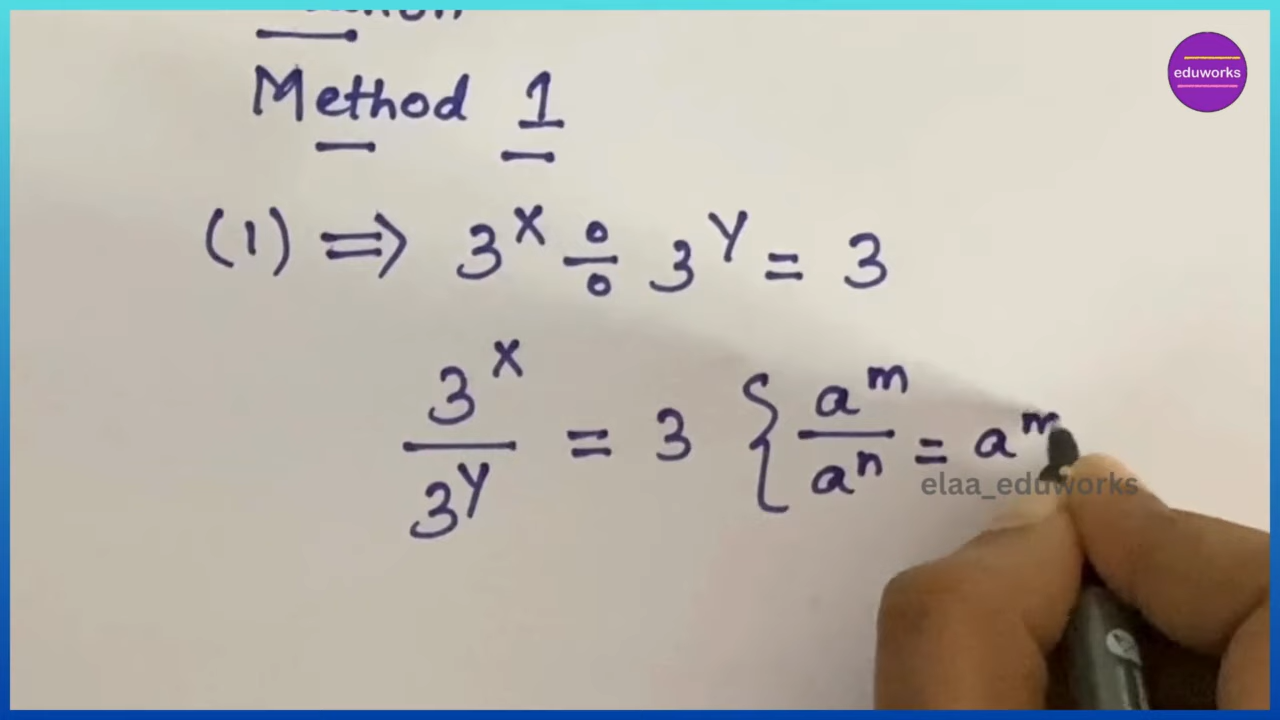 eduworks
Method 1
(1) ⇒ 3^x ÷ 3^y = 3
3^x / 3^y = 3 { a^m / a^n = a^m
elaa_eduworks